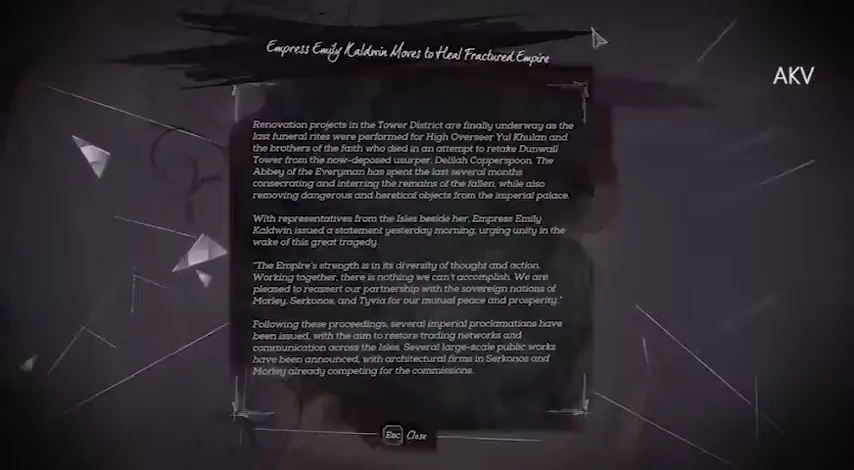 Empress Emily Kaldwin Moves to Heal Fractured Empire
AKV
Renovation projects in the Tower District are finally underway as the
last funeral rites were performed for High Overseer Yul Khulan and
the brothers of the faith who died in an attempt to retake Dunwall
Tower from the now-deposed usurper, Delilah Copperspoon. The
Abbey of the Everyman has spent the last several months
consecrating and interring the remains of the fallen, while also
removing dangerous and heretical objects from the imperial palace.
With representatives from the Isles beside her, Empress Emily
Kaldwin issued a statement yesterday morning, urging unity in the
wake of this great tragedy.
"The Empire's strength is in its diversity of thought and action.
Working together, there is nothing we can't accomplish. We are
pleased to reassert our partnership with the sovereign nations of
Morley, Serkonos, and Tyvia for our mutual peace and prosperity."
Following these proceedings, several imperial proclamations have
been issued, with the aim to restore trading networks and
communication across the Isles. Several large-scale public works
have been announced, with architectural firms in Serkonos and
Morley already competing for the commissions.
Esc Close